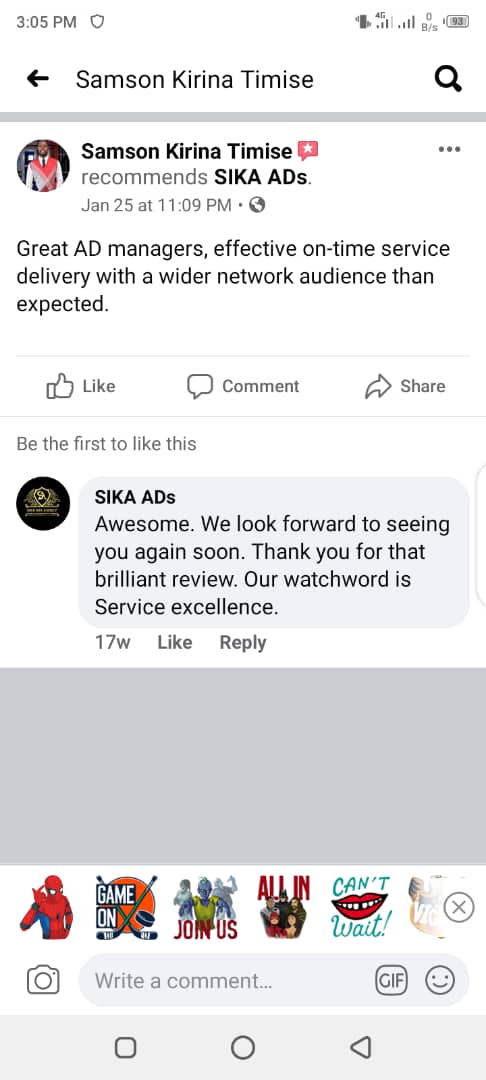 3:05 PM
4G
0
B/s
93
Samson Kirina Timise
Samson Kirina Timise
recommends SIKA ADs.
Jan 25 at 11:09 PM •
Great AD managers, effective on-time service
delivery with a wider network audience than
expected.
Like
Comment
Share
Be the first to like this
SIKA ADs
Awesome. We look forward to seeing
you again soon. Thank you for that
brilliant review. Our watchword is
Service excellence.
17w Like Reply
GAME
ON
JOIN US
ALL IN
CAN'T
Wait!
Write a comment...
GIF